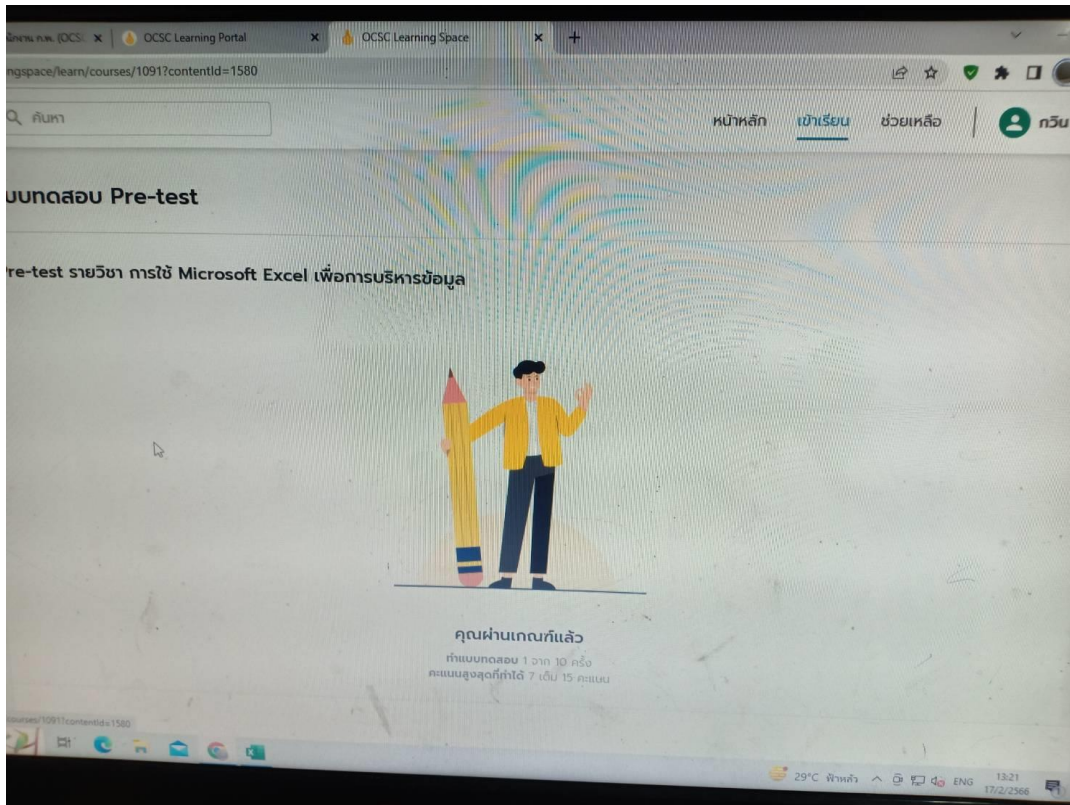 (OCS
OCSC Learning Portal
OCSC Learning Space
ngspace/learn/courses/1091?contentId=1580
ค้นหา
หน้าหลัก
เข้าเรียน
ช่วยเหลือ
กวิน
บบทดสอบ Pre-test
re-test รายวิชา การใช้ Microsoft Excel เพื่อการบริหารข้อมูล
คุณผ่านเกณฑ์แล้ว
ทำแบบทดสอบ 1 จาก 10 ครั้ง
คะแนนสูงสุดที่ทำได้ 7 เต็ม 15 คะแนน
courses/1091?contentId=1580
29°C ฟ้าหลัว
ENG
13:21
17/2/2566